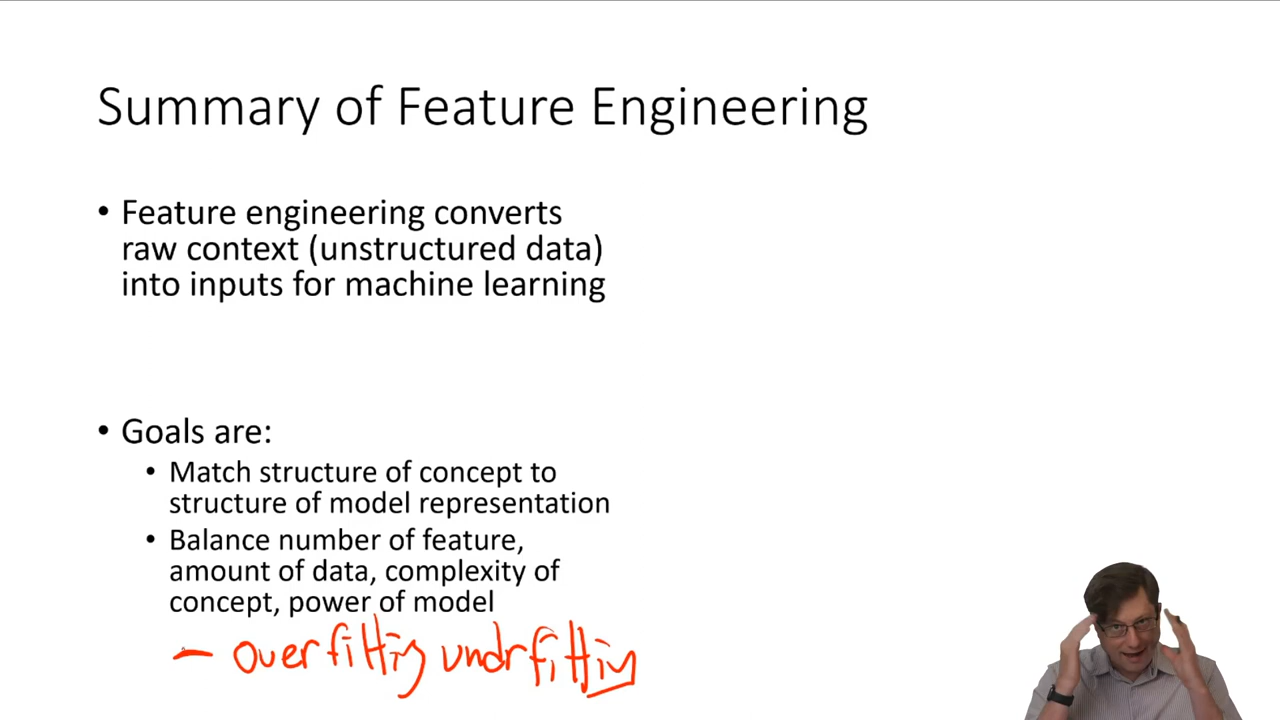 Summary of Feature Engineering
• Feature engineering converts
raw context (unstructured data)
into inputs for machine learning
• Goals are:
• Match structure of concept to
structure of model representation
• Balance number of feature,
amount of data, complexity of
concept, power of model
- overfitting undrfitting